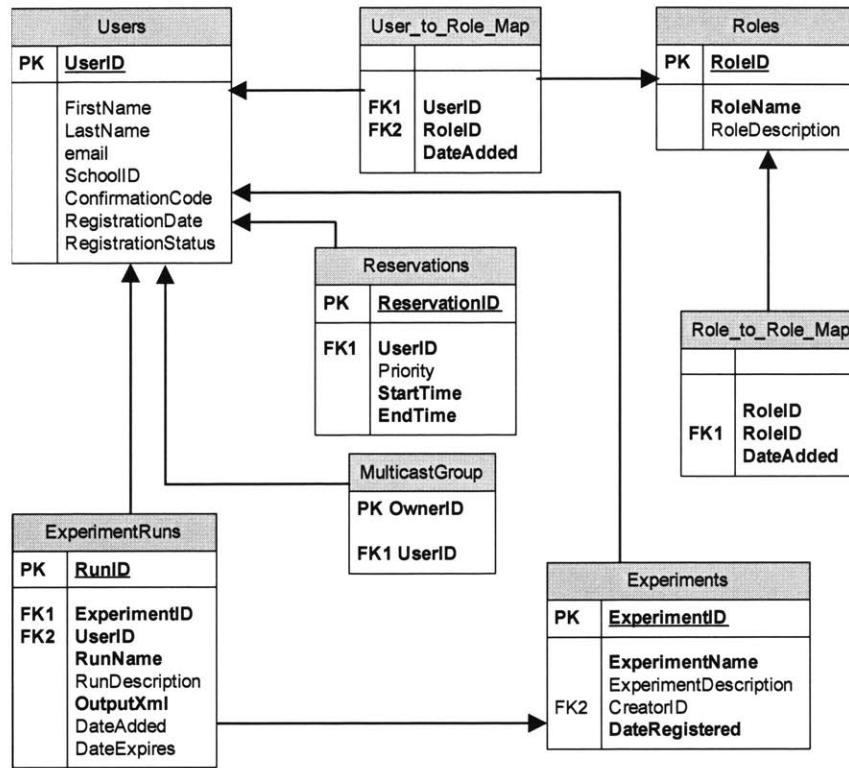 Users
PK UserID
FirstName
LastName
email
SchoolID
ConfirmationCode
RegistrationDate
RegistrationStatus
User_to_Role_Map
FK1 UserID
FK2 RoleID
DateAdded
Roles
PK RoleID
RoleName
RoleDescription
Reservations
PK ReservationID
FK1 UserID
Priority
StartTime
EndTime
Role_to_Role_Map
RoleID
FK1 RoleID
DateAdded
MulticastGroup
PK OwnerID
FK1 UserID
ExperimentRuns
PK RunID
FK1 ExperimentID
FK2 UserID
RunName
RunDescription
OutputXml
DateAdded
DateExpires
Experiments
PK ExperimentID
ExperimentName
ExperimentDescription
FK2 CreatorID
DateRegistered